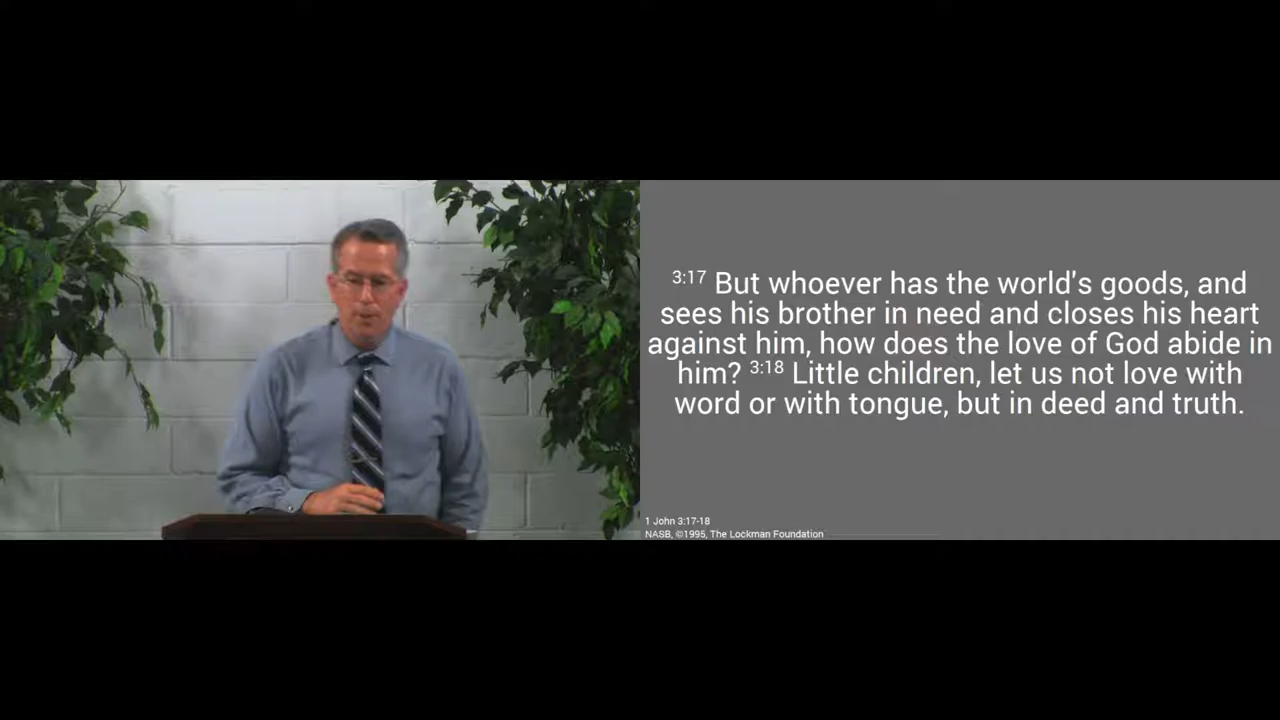 3:17 But whoever has the world's goods, and
sees his brother in need and closes his heart
against him, how does the love of God abide in
him? 3:18 Little children, let us not love with
word or with tongue, but in deed and truth.
1 John 3:17-18
NASB, ©1995, The Lockman Foundation